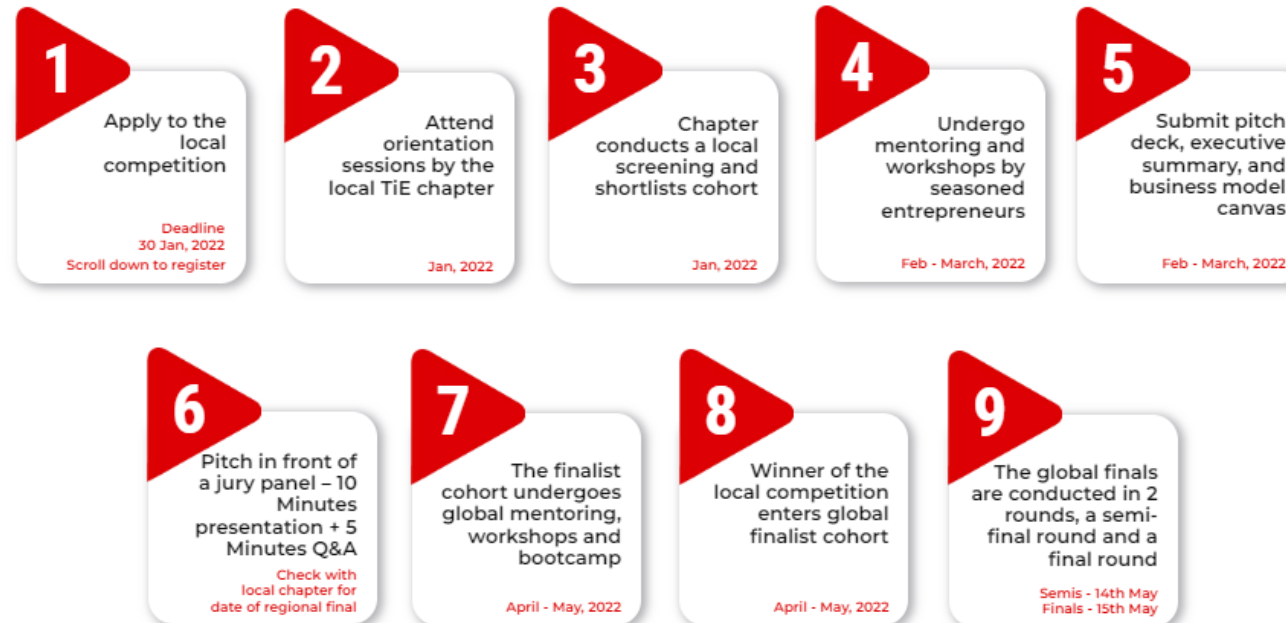 1
Apply to the
local
competition
Deadline
30 Jan, 2022
Scroll down to register
2
Attend
orientation
sessions by the
local TiE chapter
Jan, 2022
3
Chapter
conducts a local
screening and
shortlists cohort
Jan, 2022
4
Undergo
mentoring and
workshops by
seasoned
entrepreneurs
Feb - March, 2022
5
Submit pitch
deck, executive
summary, and
business model
canvas
Feb - March, 2022
6
Pitch in front of
a jury panel – 10
Minutes
presentation + 5
Minutes Q&A
Check with
local chapter for
date of regional final
7
The finalist
cohort undergoes
global mentoring,
workshops and
bootcamp
April - May, 2022
8
Winner of the
local competition
enters global
finalist cohort
April - May, 2022
9
The global finals
are conducted in 2
rounds, a semi-
final round and a
final round
Semis - 14th May
Finals - 15th May